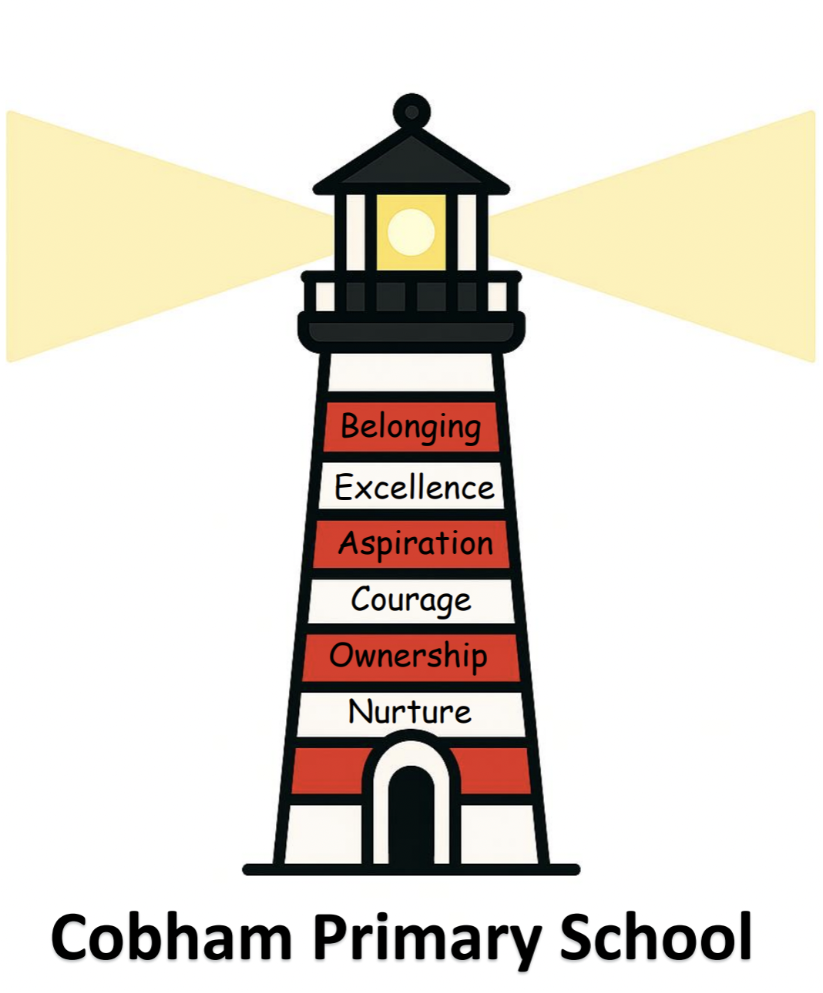 Belonging
Excellence
Aspiration
Courage
Ownership
Nurture
Cobham Primary School